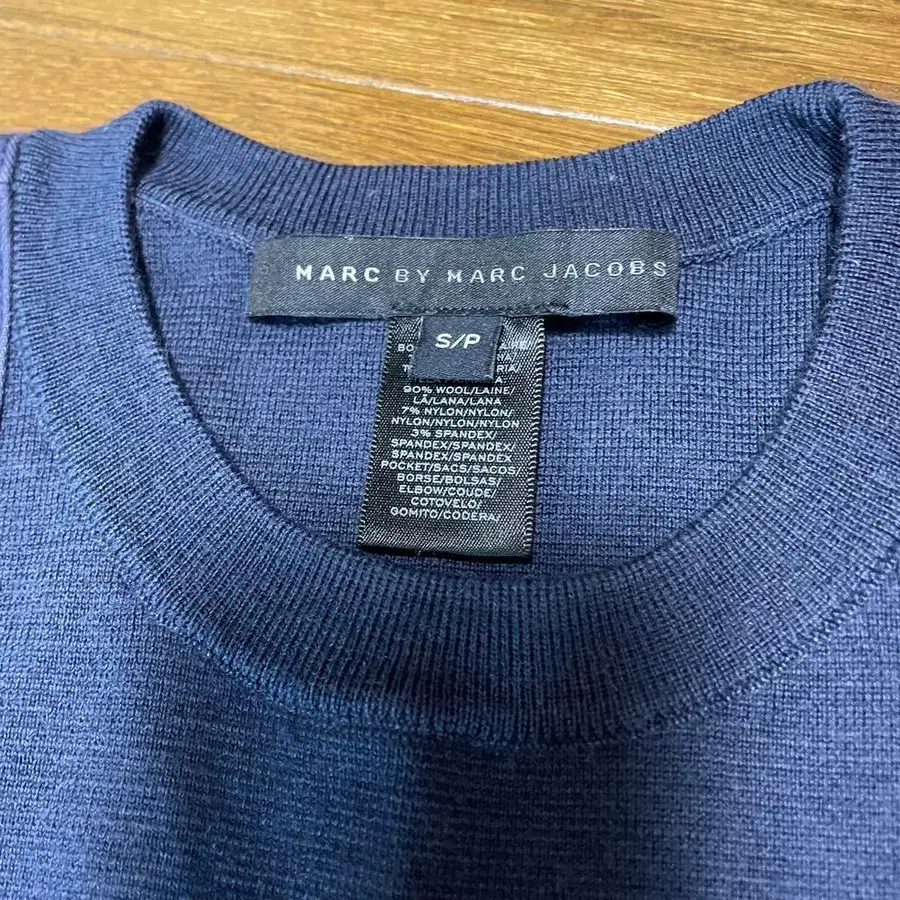 MARC BY MARC JACOBS
S/P
90% WOOL/LAINE/
LÃ/LANA/LANA
7% NYLON/NYLON/
NYLON/NYLON/NYLON
3% SPANDEX/
SPANDEX/SPANDEX/
SPANDEX/SPANDEX
POCKET/SACS/SACOS/
BORSE/BOLSAS/
ELBOW/COUDE/
COTOVELO/
GOMITO/CODERA/